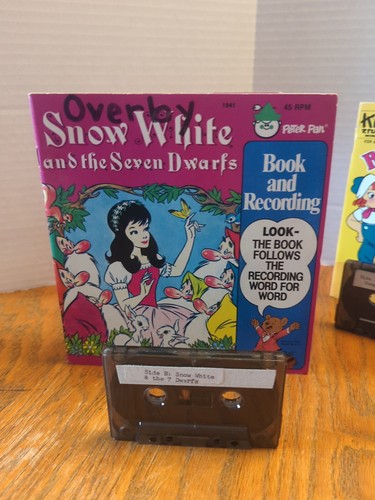 Overby
1941
45 RPM
Peter Pan
Snow White
and the Seven Dwarfs
Book
and
Recording
LOOK-
THE BOOK
FOLLOWS
THE
RECORDING
WORD FOR
WORD
Side B: Snow White
& the 7 Dwarfs